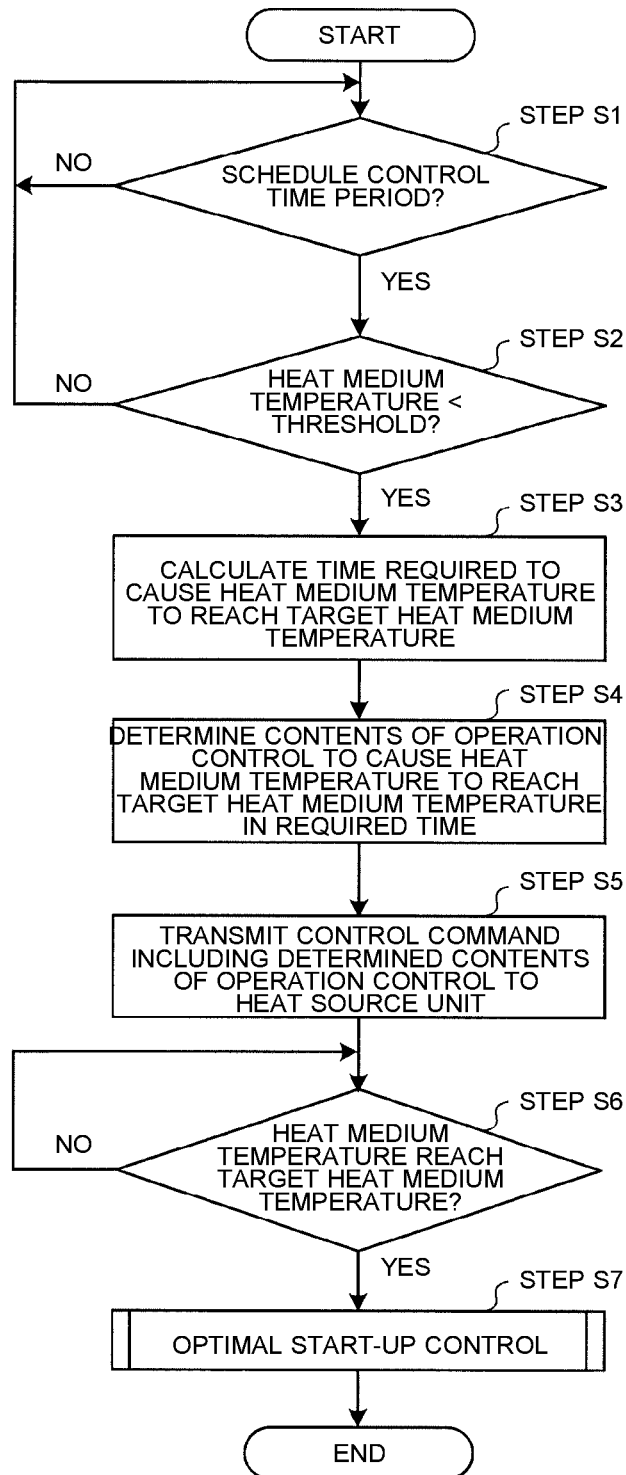 START
STEP S1
NO
SCHEDULE CONTROL
TIME PERIOD?
YES
STEP S2
NO
HEAT MEDIUM
TEMPERATURE <
THRESHOLD?
YES
STEP S3
CALCULATE TIME REQUIRED TO
CAUSE HEAT MEDIUM TEMPERATURE
TO REACH TARGET HEAT MEDIUM
TEMPERATURE
STEP S4
DETERMINE CONTENTS OF OPERATION
CONTROL TO CAUSE HEAT
MEDIUM TEMPERATURE TO REACH
TARGET HEAT MEDIUM TEMPERATURE
IN REQUIRED TIME
STEP S5
TRANSMIT CONTROL COMMAND
INCLUDING DETERMINED CONTENTS
OF OPERATION CONTROL TO
HEAT SOURCE UNIT
STEP S6
NO
HEAT MEDIUM
TEMPERATURE REACH
TARGET HEAT MEDIUM
TEMPERATURE?
YES
STEP S7
OPTIMAL START-UP CONTROL
END